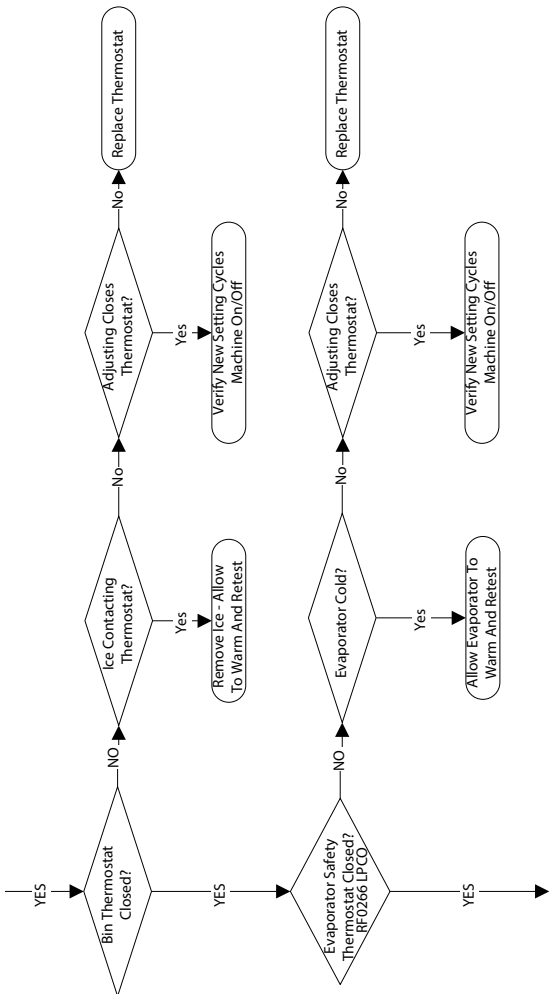 YES
Bin Thermostat
Closed?
NO
Ice Contacting
Thermostat?
No
Adjusting Closes
Thermostat?
No
Replace Thermostat
Yes
Remove Ice - Allow
To Warm And Retest
Yes
Verify New Setting Cycles
Machine On/Off
YES
Evaporator Safety
Thermostat Closed?
RF0266 LPCO
NO
Evaporator Cold?
No
Adjusting Closes
Thermostat?
No
Replace Thermostat
Yes
Allow Evaporator To
Warm And Retest
Yes
Verify New Setting Cycles
Machine On/Off
YES